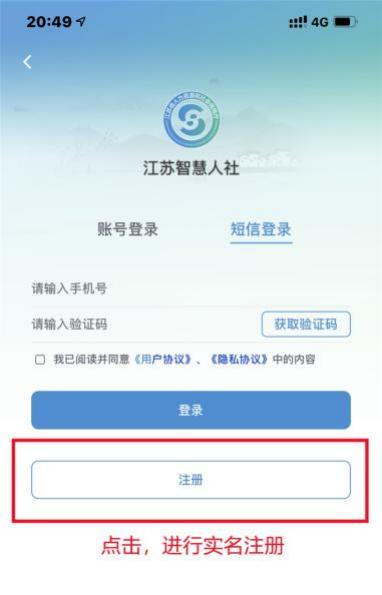 20:49
4G
江苏智慧人社
账号登录
短信登录
请输入手机号
请输入验证码
获取验证码
我已阅读并同意《用户协议》、《隐私协议》中的内容
登录
注册
点击，进行实名注册